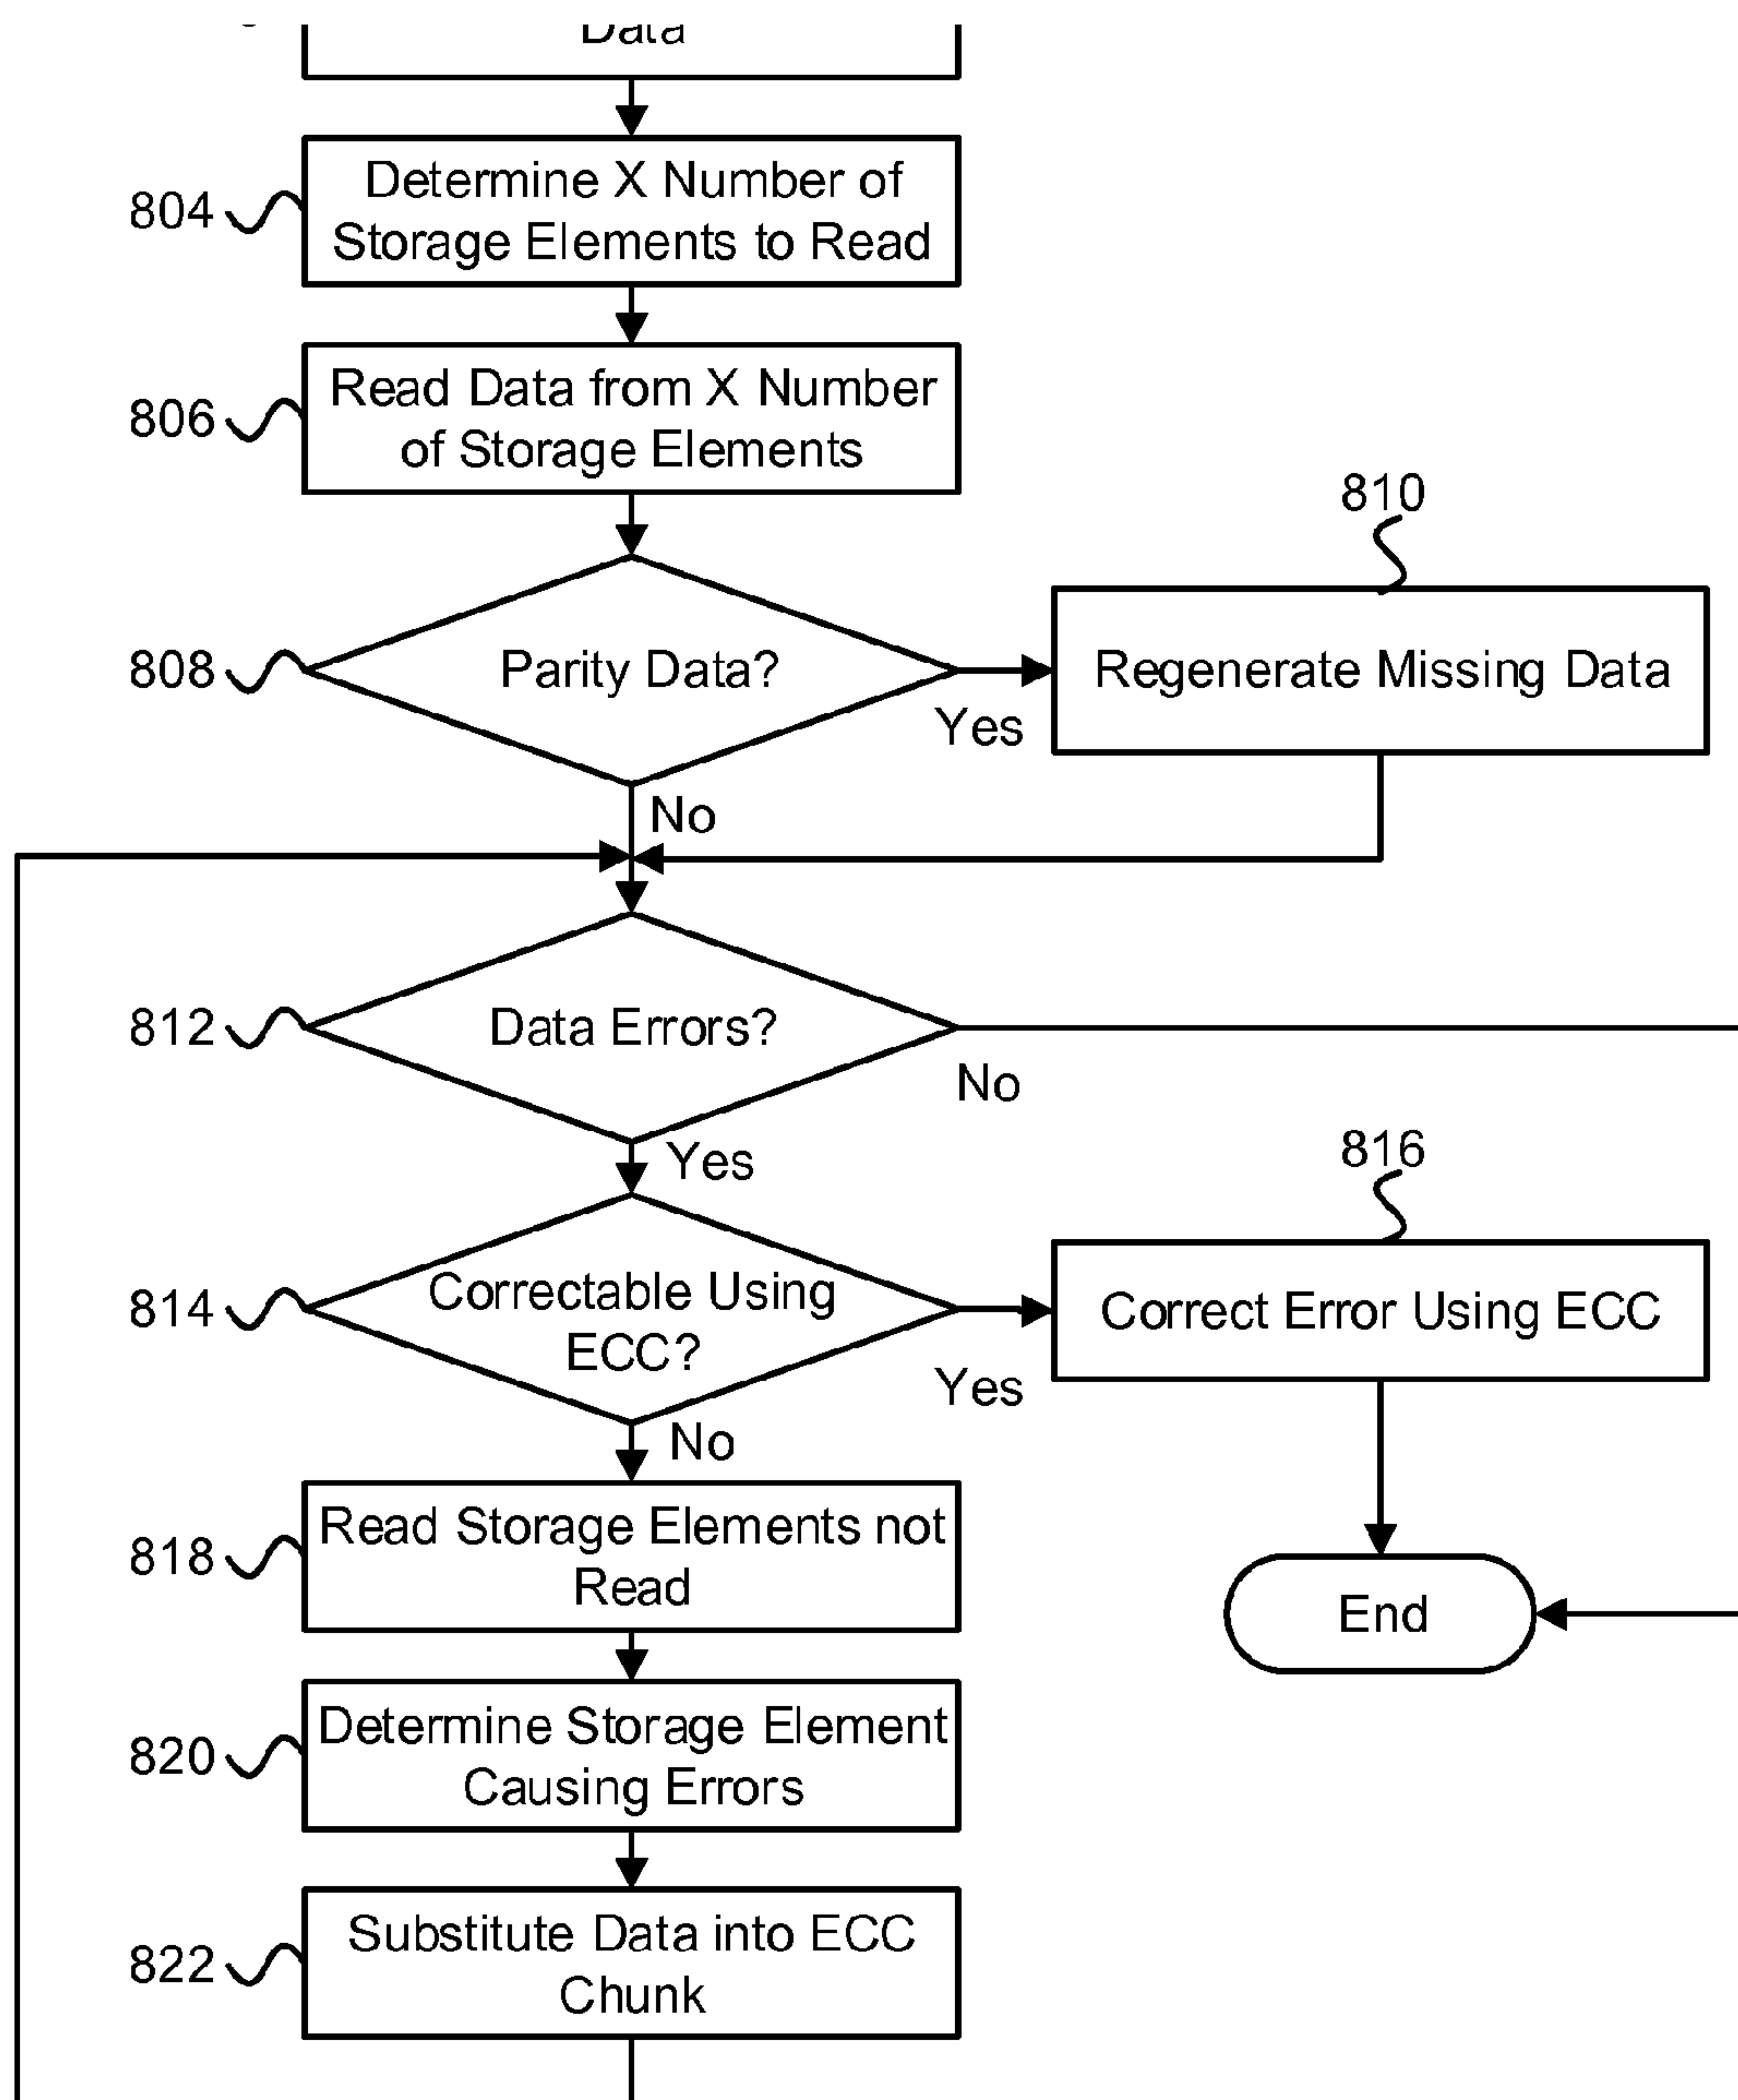 Data
804
Determine X Number of
Storage Elements to Read
806
Read Data from X Number
of Storage Elements
810
808
Parity Data?
Regenerate Missing Data
Yes
No
812
Data Errors?
No
Yes
816
814
Correctable Using
ECC?
Correct Error Using ECC
Yes
No
818
Read Storage Elements not
Read
End
820
Determine Storage Element
Causing Errors
822
Substitute Data into ECC
Chunk